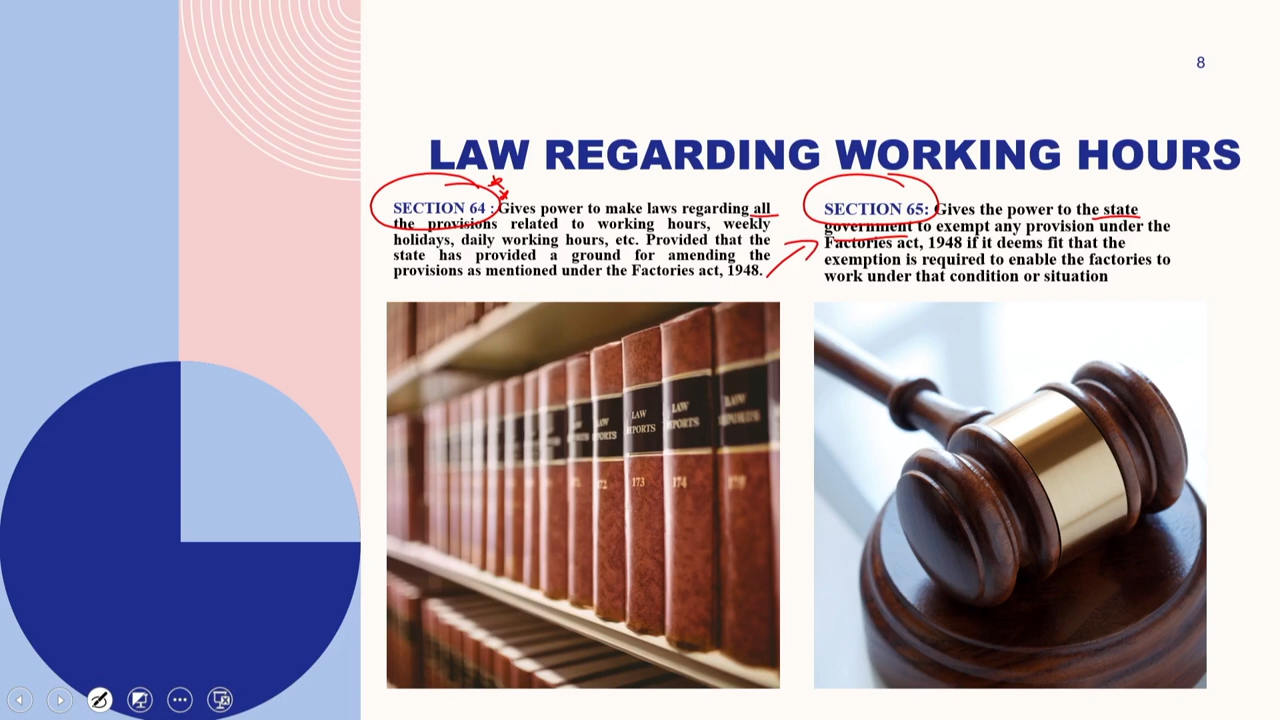 8
LAW REGARDING WORKING HOURS
SECTION 64 : Gives power to make laws regarding all
the provisions related to working hours, weekly
holidays, daily working hours, etc. Provided that the
state has provided a ground for amending the
provisions as mentioned under the Factories act, 1948.
SECTION 65: Gives the power to the state
government to exempt any provision under the
Factories act, 1948 if it deems fit that the
exemption is required to enable the factories to
work under that condition or situation
LAW
REPORTS
173
LAW
REPORTS
174